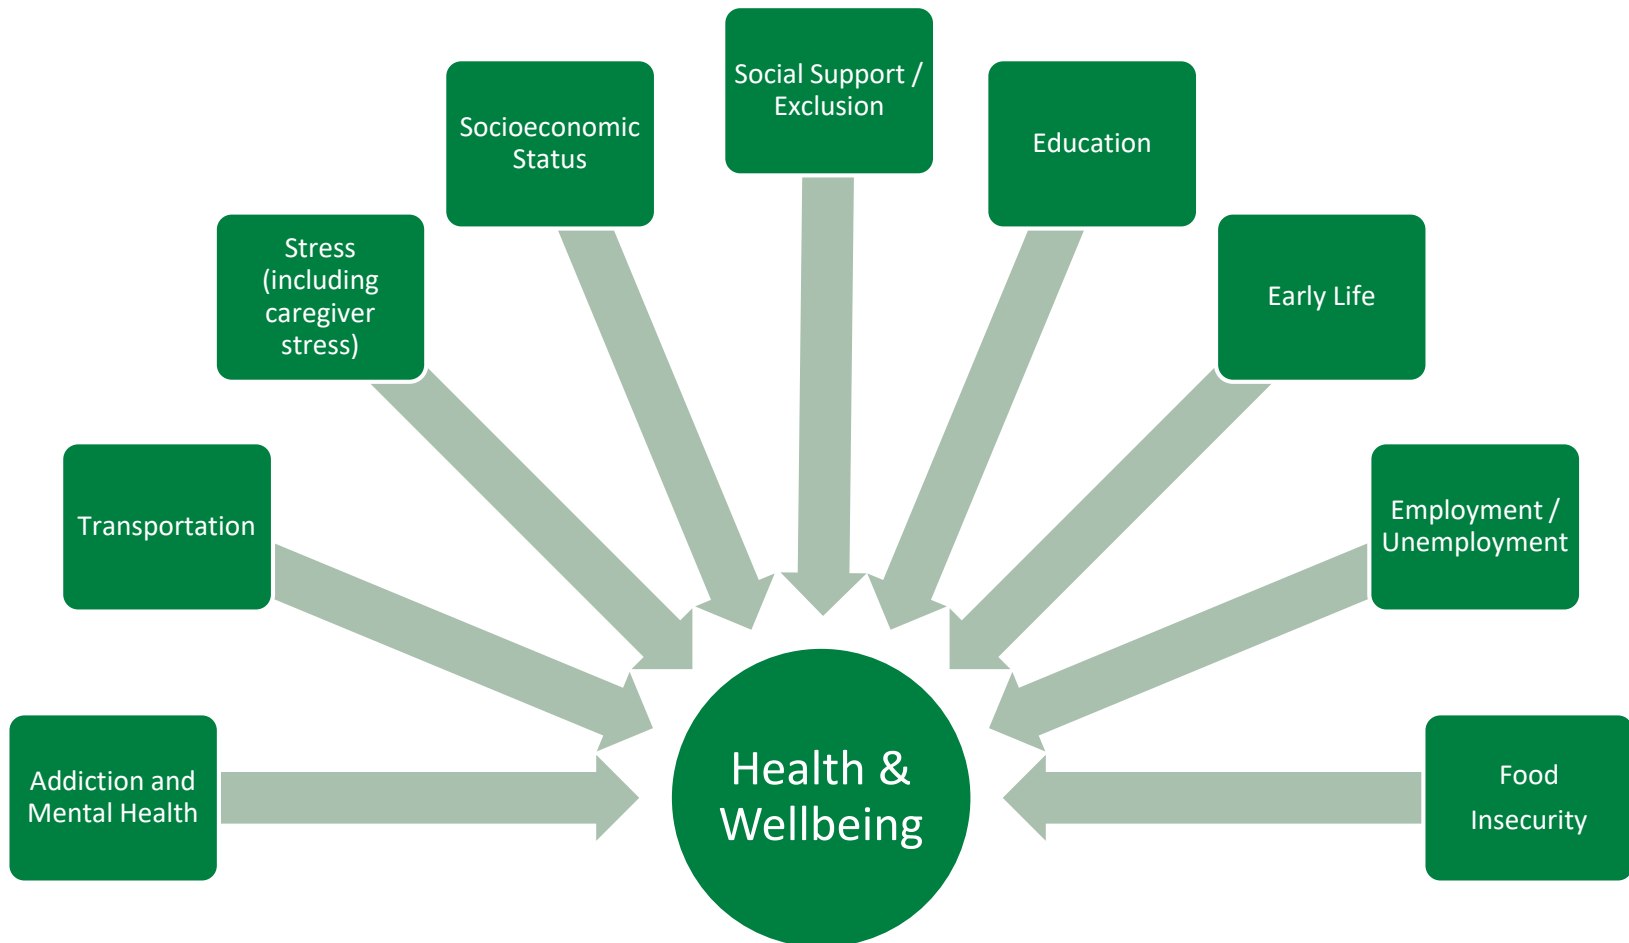 Social Support /
Exclusion
Socioeconomic
Status
Education
Stress
(including
caregiver
stress)
Early Life
Transportation
Employment /
Unemployment
Addiction and
Mental Health
Health &
Wellbeing
Food
Insecurity